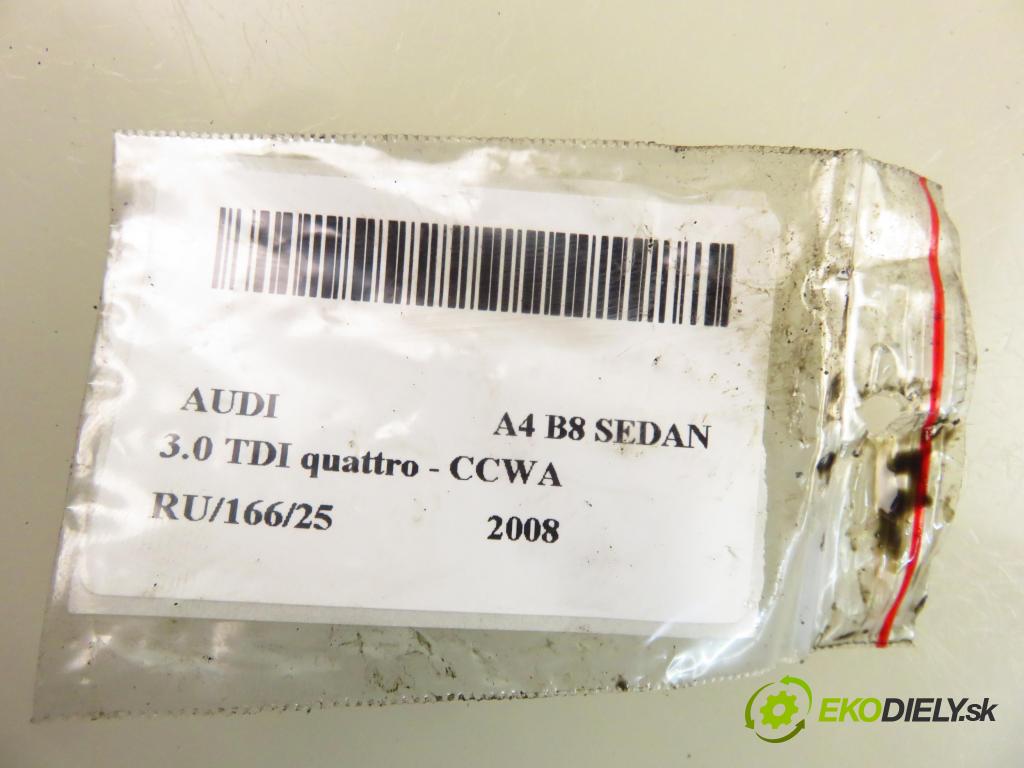 AUDI A4 B8 SEDAN
3.0 TDI quattro - CCWA
RU/166/25 2008
EKODIELY.sk